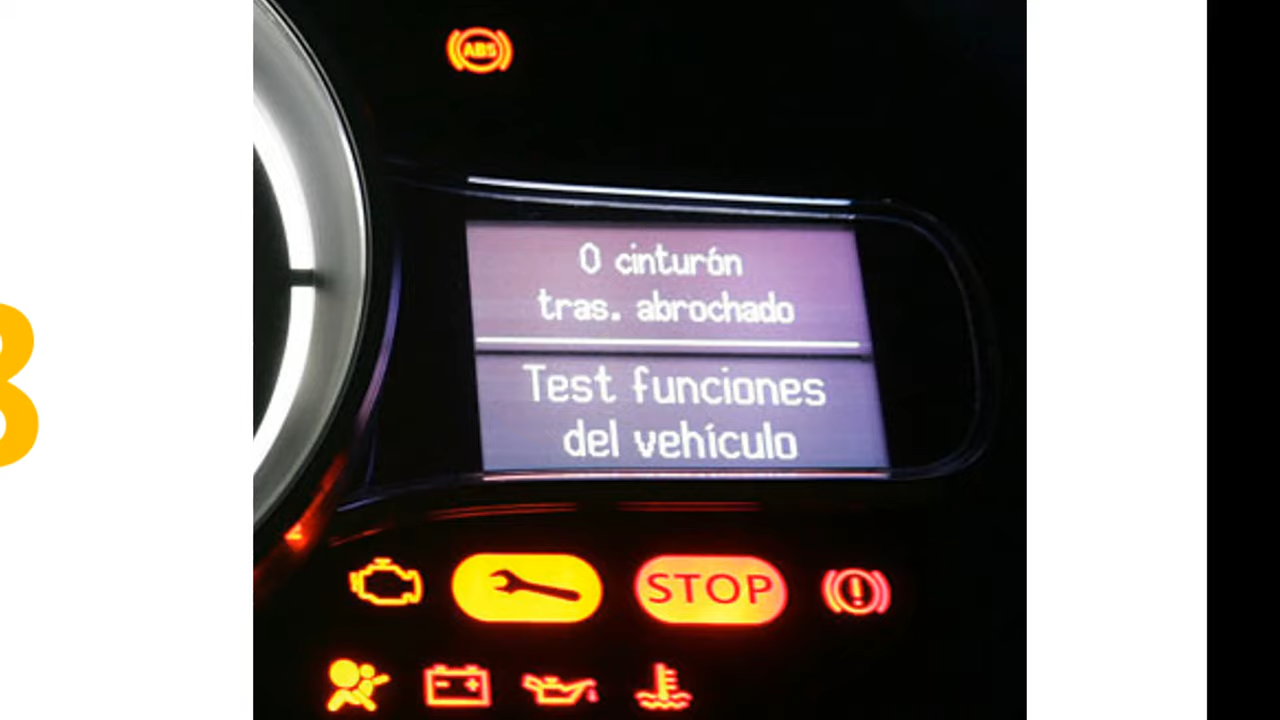 ABS
0 cinturón
tras. abrochado
Test funciones
del vehículo
STOP